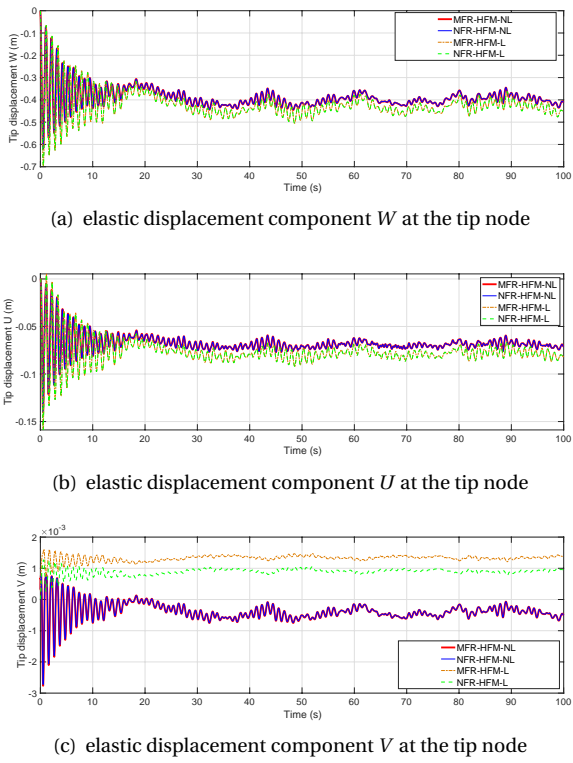 0
-0.1
-0.2
-0.3
-0.4
-0.5
-0.6
-0.7
Tip displacement W (m)
MFR-HFM-NL
NFR-HFM-NL
MFR-HFM-L
NFR-HFM-L
0 10 20 30 40 50 60 70 80 90 100
Time (s)
(a) elastic displacement component W at the tip node
0
-0.05
-0.1
-0.15
Tip displacement U (m)
MFR-HFM-NL
NFR-HFM-NL
MFR-HFM-L
NFR-HFM-L
0 10 20 30 40 50 60 70 80 90 100
Time (s)
(b) elastic displacement component U at the tip node
×10⁻³
2
1
0
-1
-2
-3
Tip displacement V (m)
MFR-HFM-NL
NFR-HFM-NL
MFR-HFM-L
NFR-HFM-L
0 10 20 30 40 50 60 70 80 90 100
Time (s)
(c) elastic displacement component V at the tip node